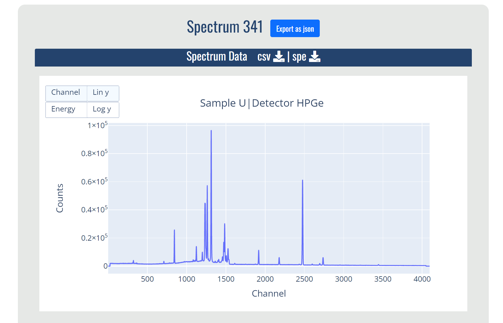 Spectrum 341 Export as json
Spectrum Data csv | spe
Channel Lin y
Energy Log y
Sample U|Detector HPGe
1×10⁵
0.8×10⁵
0.6×10⁵
0.4×10⁵
0.2×10⁵
0
Counts
500 1000 1500 2000 2500 3000 3500 4000
Channel